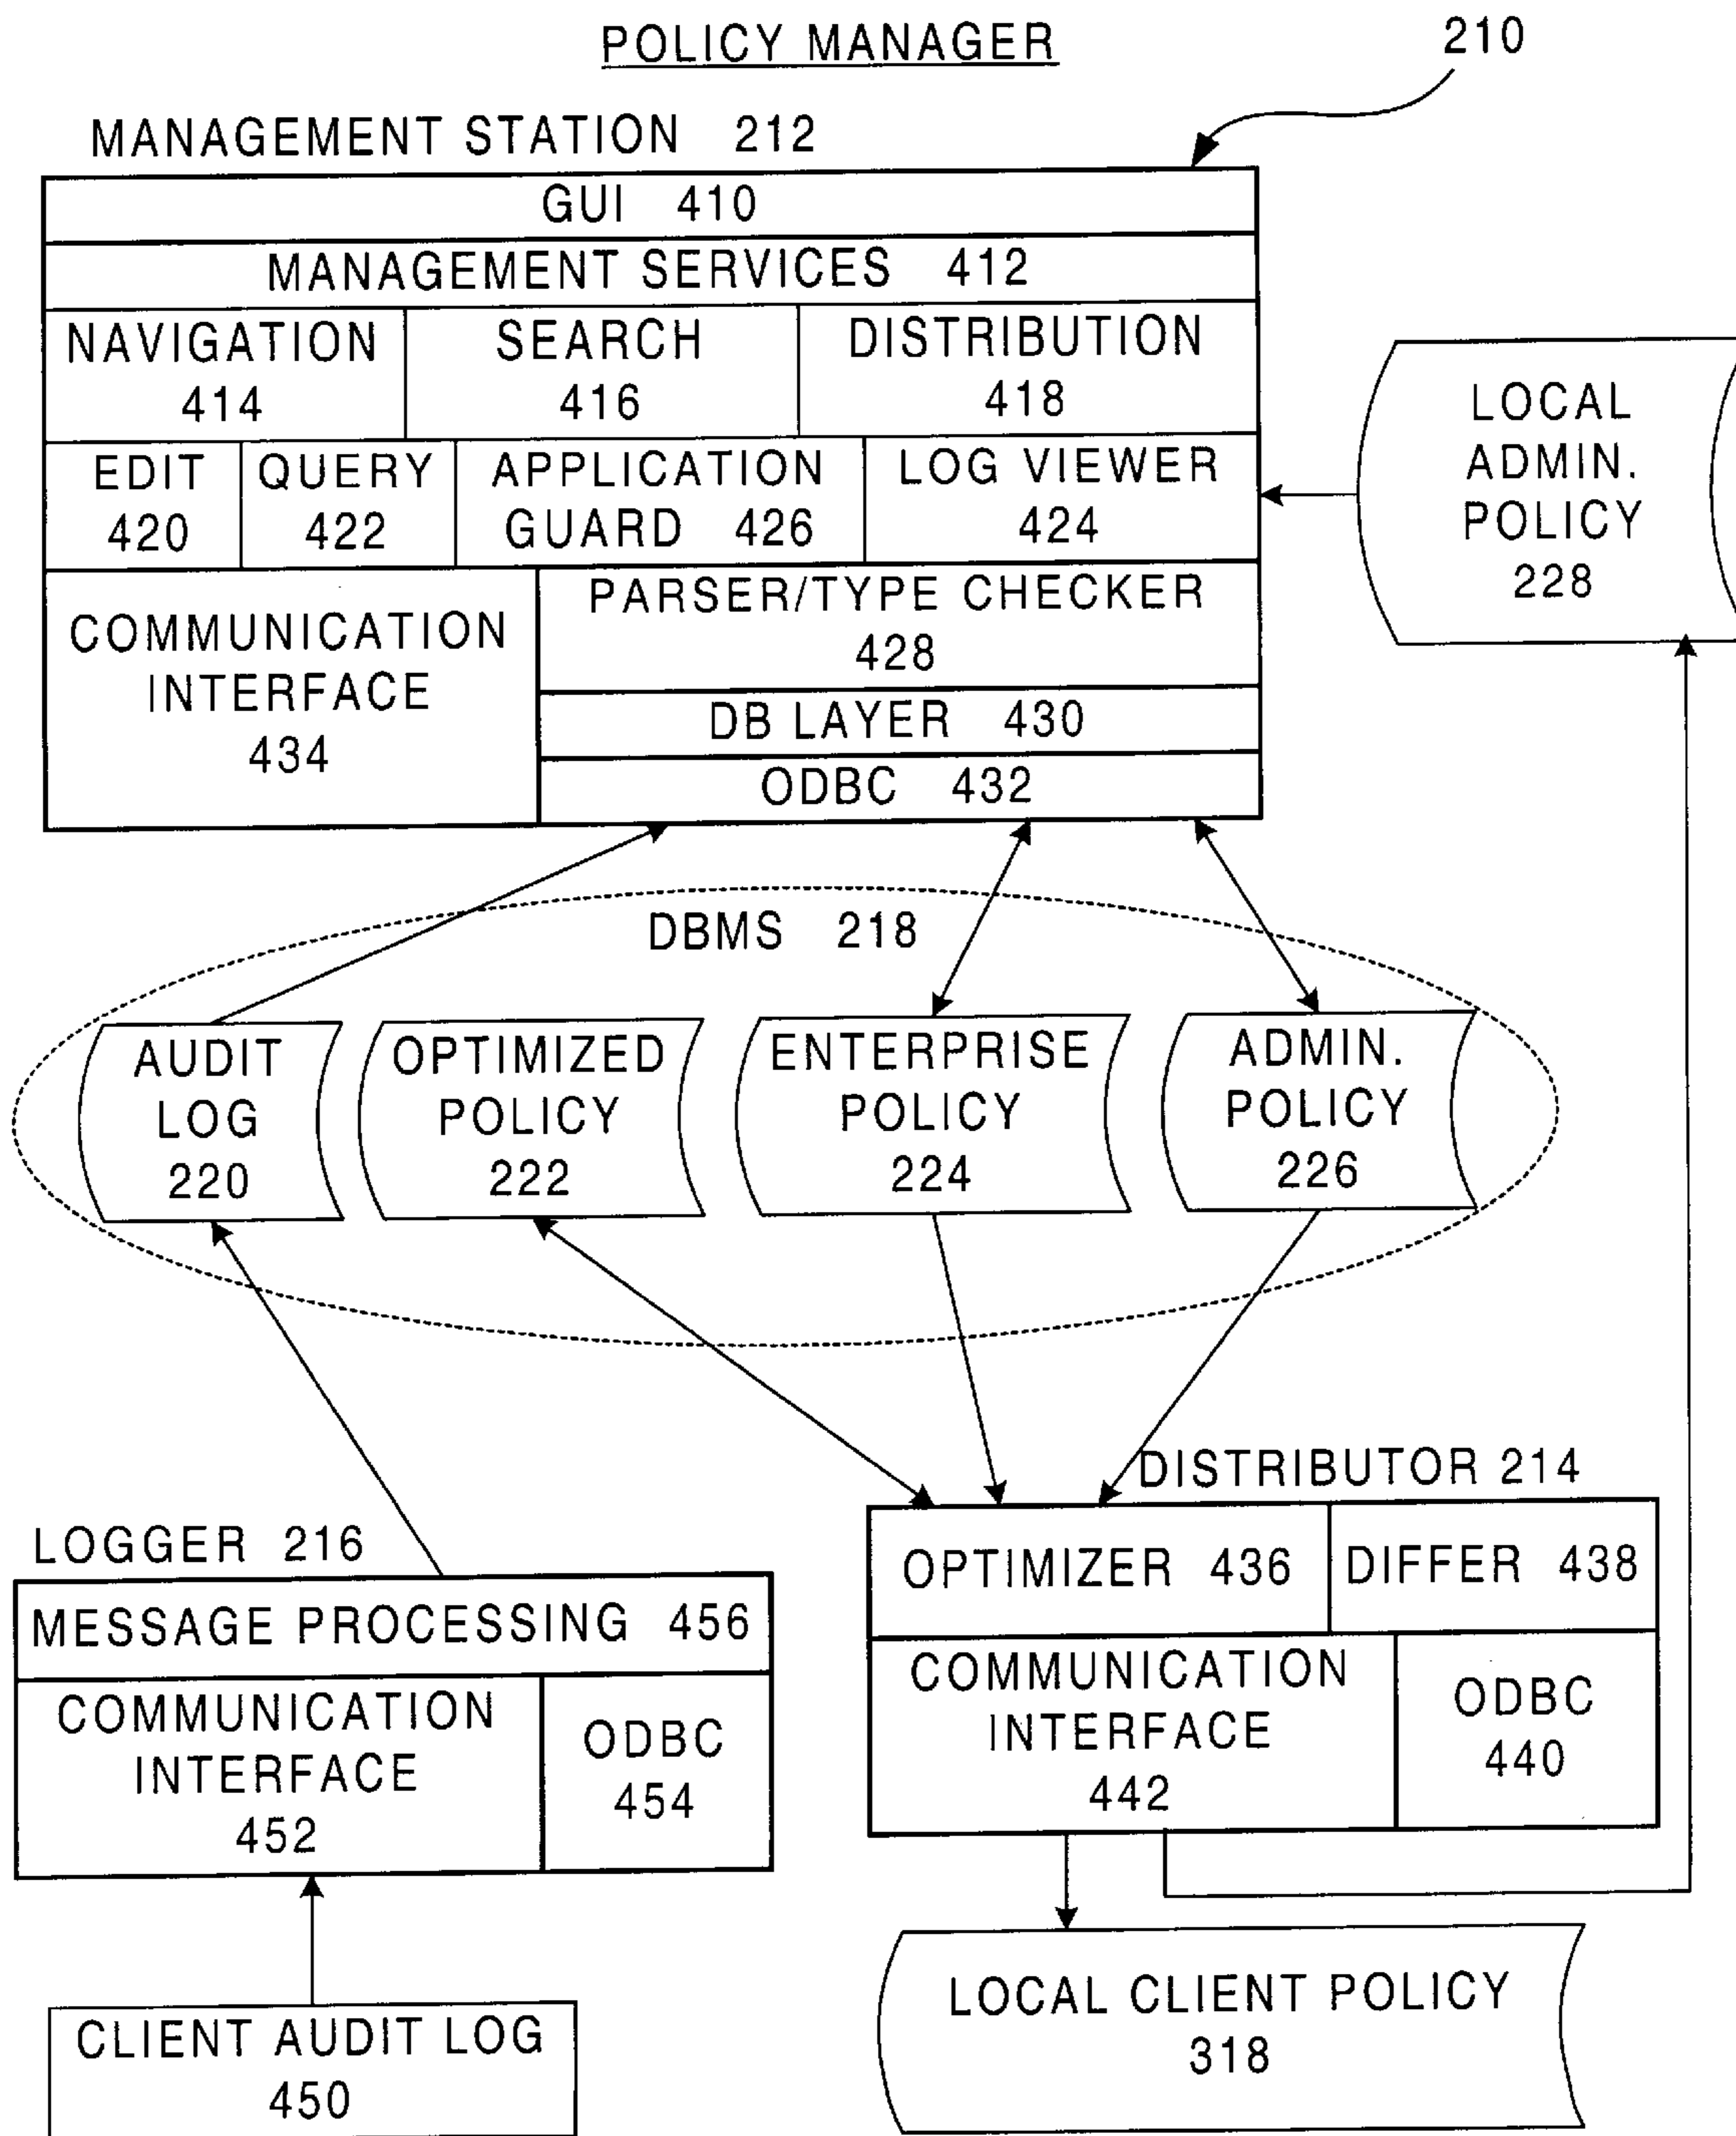 POLICY MANAGER
210
MANAGEMENT STATION 212
GUI 410
MANAGEMENT SERVICES 412
NAVIGATION
414
SEARCH
416
DISTRIBUTION
418
EDIT
420
QUERY
422
APPLICATION
GUARD 426
LOG VIEWER
424
LOCAL
ADMIN.
POLICY
228
COMMUNICATION
INTERFACE
434
PARSER/TYPE CHECKER
428
DB LAYER 430
ODBC 432
DBMS 218
AUDIT
LOG
220
OPTIMIZED
POLICY
222
ENTERPRISE
POLICY
224
ADMIN.
POLICY
226
DISTRIBUTOR 214
OPTIMIZER 436
DIFFER 438
COMMUNICATION
INTERFACE
442
ODBC
440
LOGGER 216
MESSAGE PROCESSING 456
COMMUNICATION
INTERFACE
452
ODBC
454
CLIENT AUDIT LOG
450
LOCAL CLIENT POLICY
318